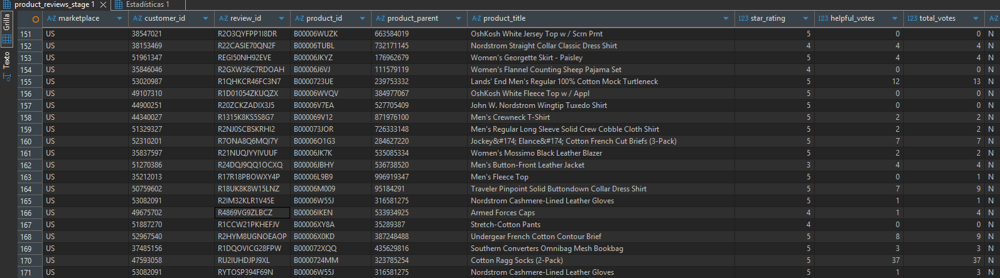 product_reviews_stage 1 Estadísticas 1
Grilla
Texto
A-Z marketplace A-Z customer_id A-Z review_id A-Z product_id A-Z product_parent A-Z product_title 123 star_rating 123 helpful_votes 123 total_votes A-Z
151 US 38547021 R2O3QYFPP1I8DR B00006WUZK 663584019 OshKosh White Jersey Top w / Scrn Prnt 5 0 0 N
152 US 38153469 R22CASIE70QN2F B00006TUBL 732171145 Nordstrom Straight Collar Classic Dress Shirt 4 4 4 N
153 US 51961347 REGI50NH92EVE B00006JKYZ 176962679 Women's Georgette Skirt - Paisley 5 4 4 N
154 US 35846046 R2GXW36C7RDOAH B00006J6VJ 111579119 Women's Flannel Counting Sheep Pajama Set 4 0 0 N
155 US 53020987 R1QHKCR46FC3N7 B0000723UE 239753332 Lands' End Men's Regular 100% Cotton Mock Turtleneck 5 12 13 N
156 US 49107310 R1D01054ZKUQZX B00006WVQV 384977067 OshKosh White Fleece Top w / Appl 5 0 0 N
157 US 44900251 R20ZCKZADIX3J5 B00006V7EA 527705409 John W. Nordstrom Wingtip Tuxedo Shirt 5 0 0 N
158 US 44340027 R1315K8KS5S8G7 B000069V12 871976100 Men's Crewneck T-Shirt 5 2 2 N
159 US 51329327 R2NJ0SCBSKRHI2 B000073JOR 726333148 Men's Regular Long Sleeve Solid Crew Cobble Cloth Shirt 5 2 2 N
160 US 52310201 R7ONA8Q6MQI7Y B00006O1G3 284627220 Jockey&#174; Elance&#174; Cotton French Cut Briefs (3-Pack) 5 7 7 N
161 US 35837597 R21NUQJYYIVUUF B00006JK7K 535085334 Women's Mossimo Black Leather Blazer 5 2 2 N
162 US 51270386 R24DQJ9QQ1OCXQ B00006JBHY 536738520 Men's Button-Front Leather Jacket 3 4 4 N
163 US 35212013 R17R18PBOWXY4P B00006L9B9 996919347 Men's Fleece Top 5 0 1 N
164 US 50759602 R18UK8K8W15LNZ B00006M009 95184291 Traveler Pinpoint Solid Buttondown Collar Dress Shirt 5 7 9 N
165 US 53082091 R2IM32KLR1V45E B00006W55J 316581275 Nordstrom Cashmere-Lined Leather Gloves 5 1 1 N
166 US 49675702 R4869VG9ZLBCZ B00006IKEN 533934925 Armed Forces Caps 4 1 4 N
167 US 51887270 R1CCW21PKHEFJV B00006XY8A 35289387 Stretch-Cotton Pants 4 0 0 N
168 US 52967540 R2HYM8UGNOEAOP B00006X0KD 387248488 Undergear French Cotton Contour Brief 5 8 9 N
169 US 37485156 R1DQOVICG28FPW B000072XQQ 435629816 Southern Converters Omnibag Mesh Bookbag 5 3 3 N
170 US 47593058 RU2IUHDJPJ9XL B0000724MM 323785254 Cotton Ragg Socks (2-Pack) 5 37 37 N
171 US 53082091 RYTOSP394F69N B00006W55J 316581275 Nordstrom Cashmere-Lined Leather Gloves 5 1 3 N